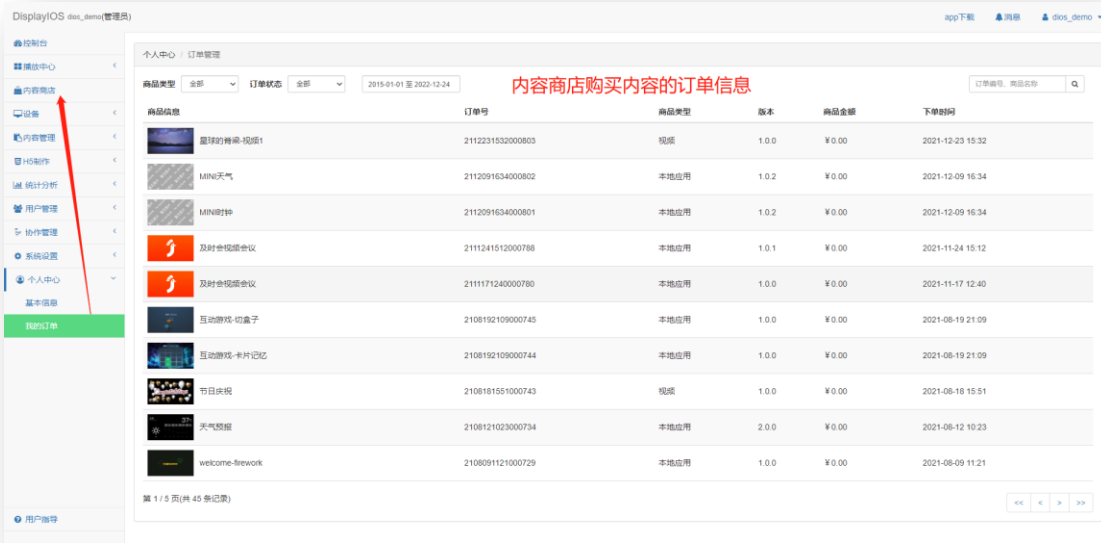 DisplayIOS dios_demo(管理员)
app下载 消息 dios_demo
控制台
播放中心
内容商店
设备
内容管理
H5制作
统计分析
用户管理
协作管理
系统设置
个人中心
基本信息
我的订单
用户指导
个人中心 / 订单管理
商品类型 全部 订单状态 全部 2015-01-01 至 2022-12-24 内容商店购买内容的订单信息 订单编号、商品名称
商品信息 订单号 商品类型 版本 商品金额 下单时间
星球的脊梁-视频1 2112231532000803 视频 1.0.0 ¥0.00 2021-12-23 15:32
MINI天气 2112091634000802 本地应用 1.0.2 ¥0.00 2021-12-09 16:34
MINI时钟 2112091634000801 本地应用 1.0.2 ¥0.00 2021-12-09 16:34
及时会视频会议 2111241512000788 本地应用 1.0.1 ¥0.00 2021-11-24 15:12
及时会视频会议 2111171240000780 本地应用 1.0.0 ¥0.00 2021-11-17 12:40
互动游戏-切盒子 2108192109000745 本地应用 1.0.0 ¥0.00 2021-08-19 21:09
互动游戏-卡片记忆 2108192109000744 本地应用 1.0.0 ¥0.00 2021-08-19 21:09
节日庆祝 2108181551000743 视频 1.0.0 ¥0.00 2021-08-18 15:51
天气预报 2108121023000734 本地应用 2.0.0 ¥0.00 2021-08-12 10:23
welcome-firework 2108091121000729 本地应用 1.0.0 ¥0.00 2021-08-09 11:21
第 1 / 5 页(共 45 条记录)
<< < > >>